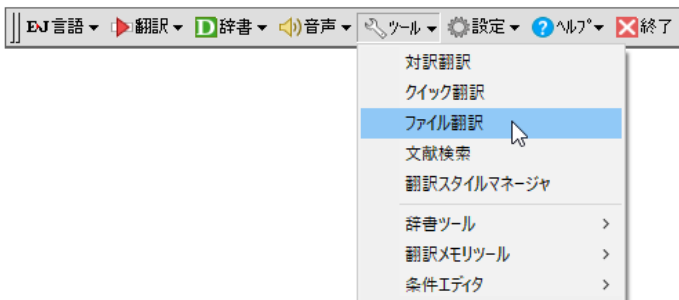 EJ言語 翻訳 D辞書 音声 ツール 設定 ? ヘルプ 終了
対訳翻訳
クイック翻訳
ファイル翻訳
文献検索
翻訳スタイルマネージャ
辞書ツール
翻訳メモリツール
条件エディタ